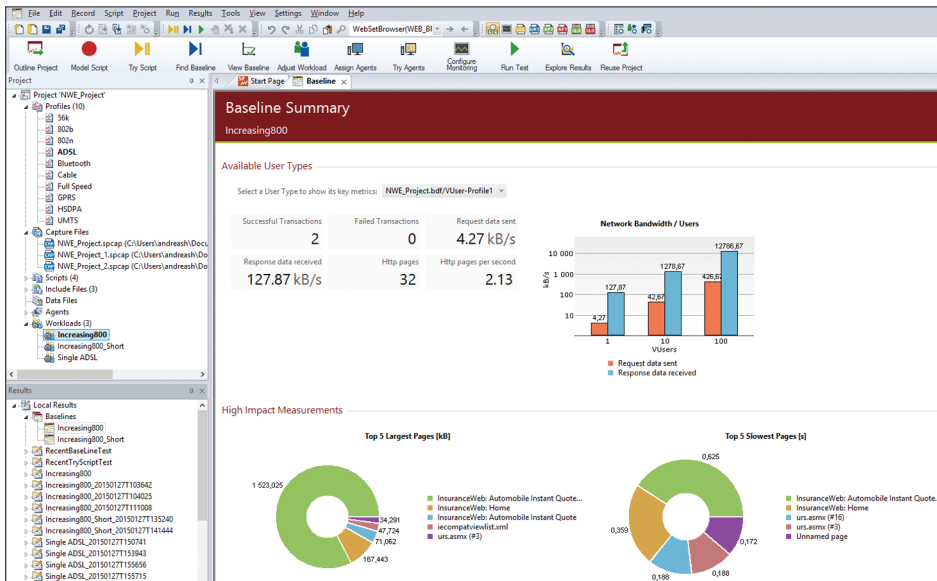 File Edit Record Script Project Run Results Tools View Settings Window Help
WebSetBrowser(WEB_BF
Outline Project Model Script Try Script Find Baseline View Baseline Adjust Workload Assign Agents Try Agents Configure Monitoring Run Test Explore Results Reuse Project
Project
Project 'NWE_Project'
Profiles (10)
56k
802b
802n
ADSL
Bluetooth
Cable
Full Speed
GPRS
HSDPA
UMTS
Capture Files
NWE_Project.spcap (C:\Users\andreash\Docu
NWE_Project_1.spcap (C:\Users\andreash\Do
NWE_Project_2.spcap (C:\Users\andreash\Do
Scripts (4)
Include Files (3)
Data Files
Agents
Workloads (3)
Increasing800
Increasing800_Short
Single ADSL
Results
Local Results
Baselines
Increasing800
Increasing800_Short
RecentBaseLineTest
RecentTryScriptTest
Increasing800
Increasing800_20150127T103642
Increasing800_20150127T104025
Increasing800_20150127T111008
Increasing800_Short_20150127T135240
Increasing800_Short_20150127T141444
Single ADSL_20150127T150741
Single ADSL_20150127T153943
Single ADSL_20150127T155656
Single ADSL_20150127T155715
Start Page Baseline
Baseline Summary
Increasing800
Available User Types
Select a User Type to show its key metrics: NWE_Project.bdf/VUser-Profile1
Successful Transactions Failed Transactions Request data sent
2 0 4.27 kB/s
Response data received Http pages Http pages per second
127.87 kB/s 32 2.13
Network Bandwidth / Users
kB/s
10 000
1 000
100
10
4,27
127,87
42,67
1278,67
426,67
12786,67
1 10 100
VUsers
Request data sent
Response data received
High Impact Measurements
Top 5 Largest Pages [kB]
1 523,025
34,291
47,724
71,062
167,443
InsuranceWeb: Automobile Instant Quote...
InsuranceWeb: Home
InsuranceWeb: Automobile Instant Quote
iecompatviewlist.xml
urs.asmx (#3)
Top 5 Slowest Pages [s]
0,625
0,359
0,172
0,188
0,188
InsuranceWeb: Automobile Instant Quote...
InsuranceWeb: Home
urs.asmx (#16)
urs.asmx (#3)
Unnamed page